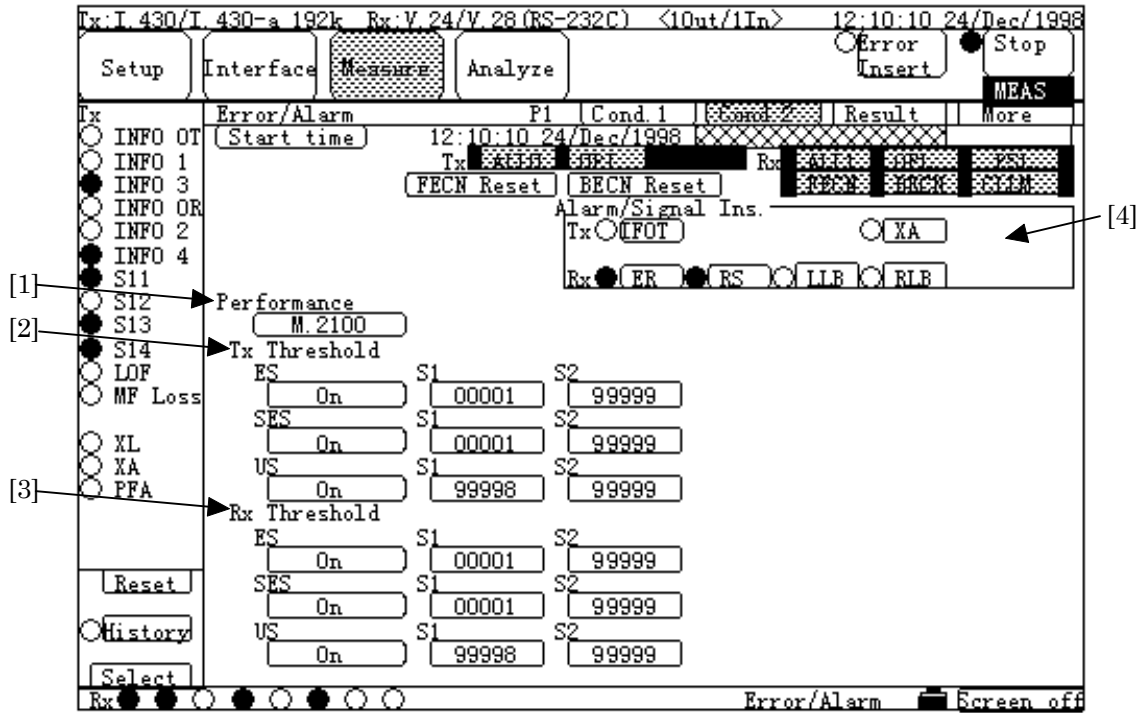 Tx:I.430/I.430-a 192k Rx:V.24/V.28(RS-232C) <1Out/1In> 12:10:10 24/Dec/1998
Setup Interface Measure Analyze Error Insert Stop
MEAS
Tx Error/Alarm P1 Cond.1 Cond.2 Result More
INFO OT Start time 12:10:10 24/Dec/1998
INFO 1 Tx ALL0 Rx ALL1
INFO 3 FECN Reset BECN Reset FECN BECN CLLM
INFO OR Alarm/Signal Ins.
INFO 2 Tx IFOT XA [4]
INFO 4
S11 Rx ER RS LLB RLB
[1] S12 Performance
S13 M.2100
[2] S14 Tx Threshold
LOF ES S1 S2
MF Loss On 00001 99999
SES S1 S2
XL On 00001 99999
XA US S1 S2
[3] PFA On 99998 99999
Rx Threshold
ES S1 S2
On 00001 99999
Reset SES S1 S2
On 00001 99999
History US S1 S2
On 99998 99999
Select
Rx Error/Alarm Screen off